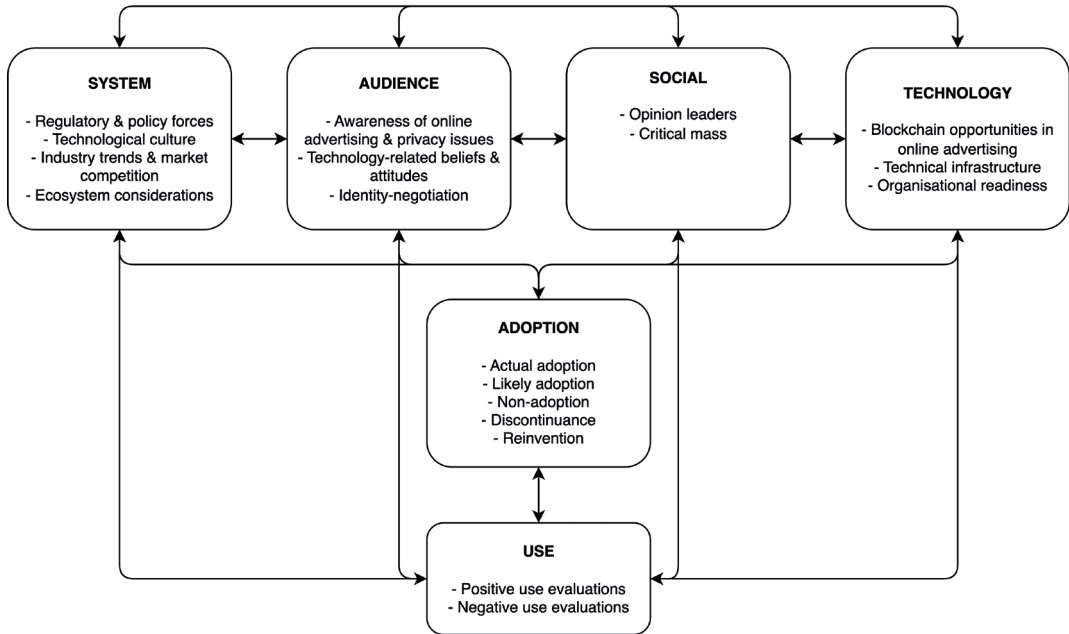 SYSTEM
- Regulatory & policy forces
- Technological culture
- Industry trends & market
competition
- Ecosystem considerations
AUDIENCE
- Awareness of online
advertising & privacy issues
- Technology-related beliefs &
attitudes
- Identity-negotiation
SOCIAL
- Opinion leaders
- Critical mass
TECHNOLOGY
- Blockchain opportunities in
online advertising
- Technical infrastructure
- Organisational readiness
ADOPTION
- Actual adoption
- Likely adoption
- Non-adoption
- Discontinuance
- Reinvention
USE
- Positive use evaluations
- Negative use evaluations